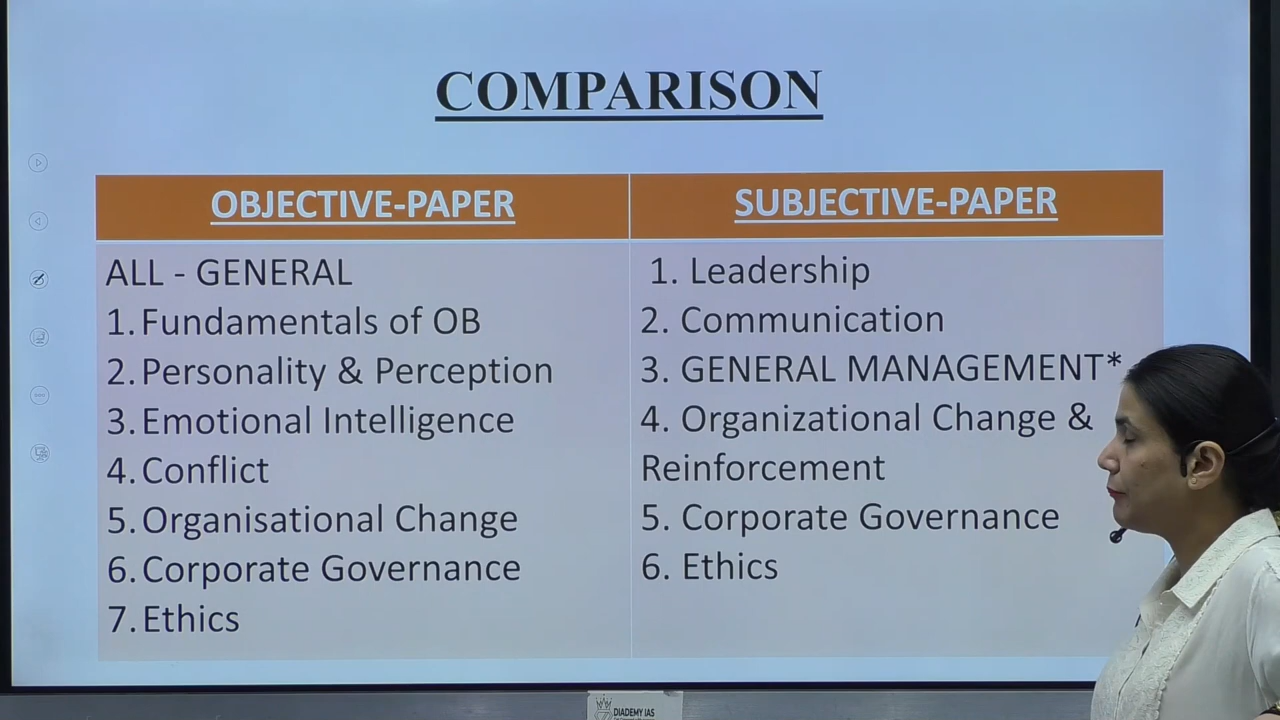 COMPARISON
OBJECTIVE-PAPER
SUBJECTIVE-PAPER
ALL - GENERAL
1. Fundamentals of OB
2. Personality & Perception
3. Emotional Intelligence
4. Conflict
5. Organisational Change
6. Corporate Governance
7. Ethics
1. Leadership
2. Communication
3. GENERAL MANAGEMENT*
4. Organizational Change &
Reinforcement
5. Corporate Governance
6. Ethics
DIADEMY IAS